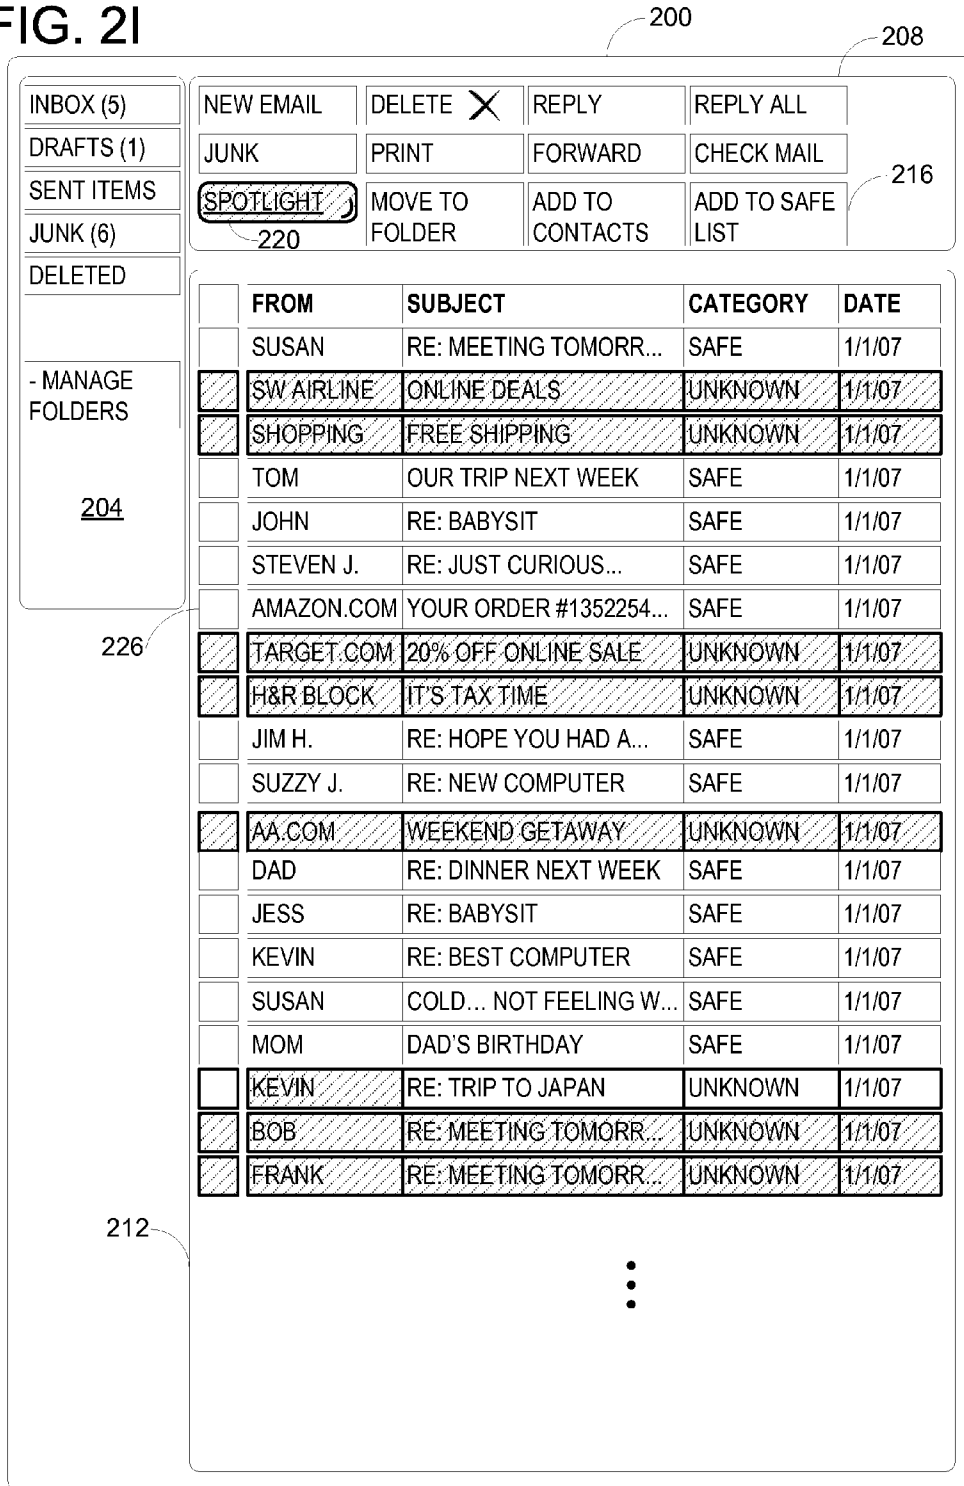 FIG. 2I
200
208
INBOX (5)
DRAFTS (1)
SENT ITEMS
JUNK (6)
DELETED
- MANAGE
FOLDERS
204
NEW EMAIL DELETE X REPLY REPLY ALL
JUNK PRINT FORWARD CHECK MAIL
216
SPOTLIGHT MOVE TO FOLDER ADD TO CONTACTS ADD TO SAFE LIST
220
FROM SUBJECT CATEGORY DATE
SUSAN RE: MEETING TOMORR... SAFE 1/1/07
SW AIRLINE ONLINE DEALS UNKNOWN 1/1/07
SHOPPING FREE SHIPPING UNKNOWN 1/1/07
TOM OUR TRIP NEXT WEEK SAFE 1/1/07
JOHN RE: BABYSIT SAFE 1/1/07
STEVEN J. RE: JUST CURIOUS... SAFE 1/1/07
AMAZON.COM YOUR ORDER #1352254... SAFE 1/1/07
226
TARGET.COM 20% OFF ONLINE SALE UNKNOWN 1/1/07
H&R BLOCK IT'S TAX TIME UNKNOWN 1/1/07
JIM H. RE: HOPE YOU HAD A... SAFE 1/1/07
SUZZY J. RE: NEW COMPUTER SAFE 1/1/07
AA.COM WEEKEND GETAWAY UNKNOWN 1/1/07
DAD RE: DINNER NEXT WEEK SAFE 1/1/07
JESS RE: BABYSIT SAFE 1/1/07
KEVIN RE: BEST COMPUTER SAFE 1/1/07
SUSAN COLD... NOT FEELING W... SAFE 1/1/07
MOM DAD'S BIRTHDAY SAFE 1/1/07
KEVIN RE: TRIP TO JAPAN UNKNOWN 1/1/07
BOB RE: MEETING TOMORR... UNKNOWN 1/1/07
FRANK RE: MEETING TOMORR... UNKNOWN 1/1/07
212